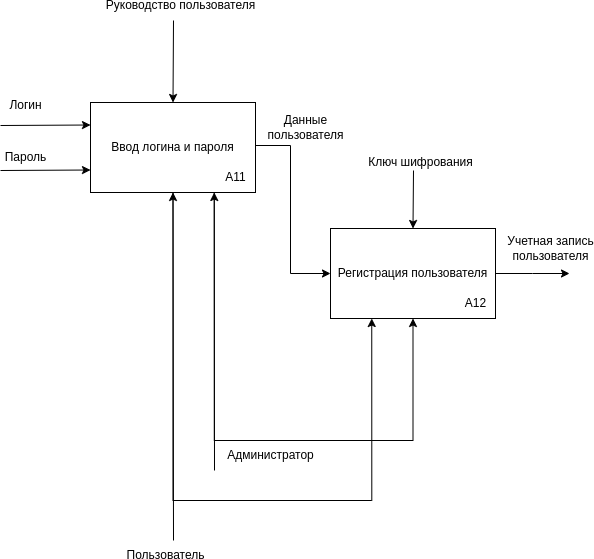 Руководство пользователя
Логин
Пароль
Ввод логина и пароля
A11
Данные
пользователя
Ключ шифрования
Регистрация пользователя
A12
Учетная запись
пользователя
Администратор
Пользователь